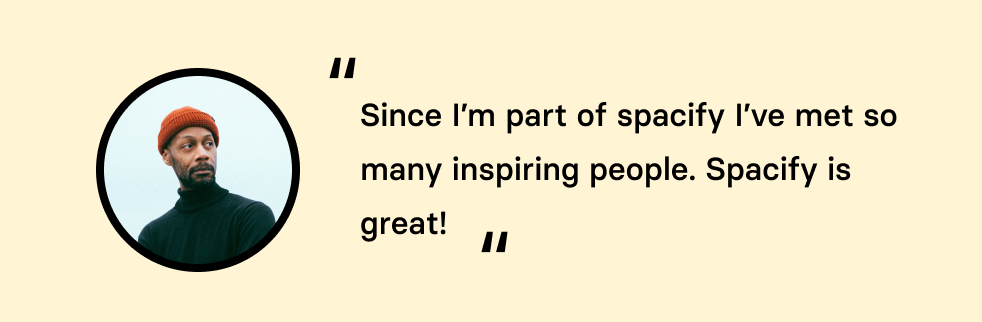 “
Since I’m part of spacify I’ve met so
many inspiring people. Spacify is
great!
“